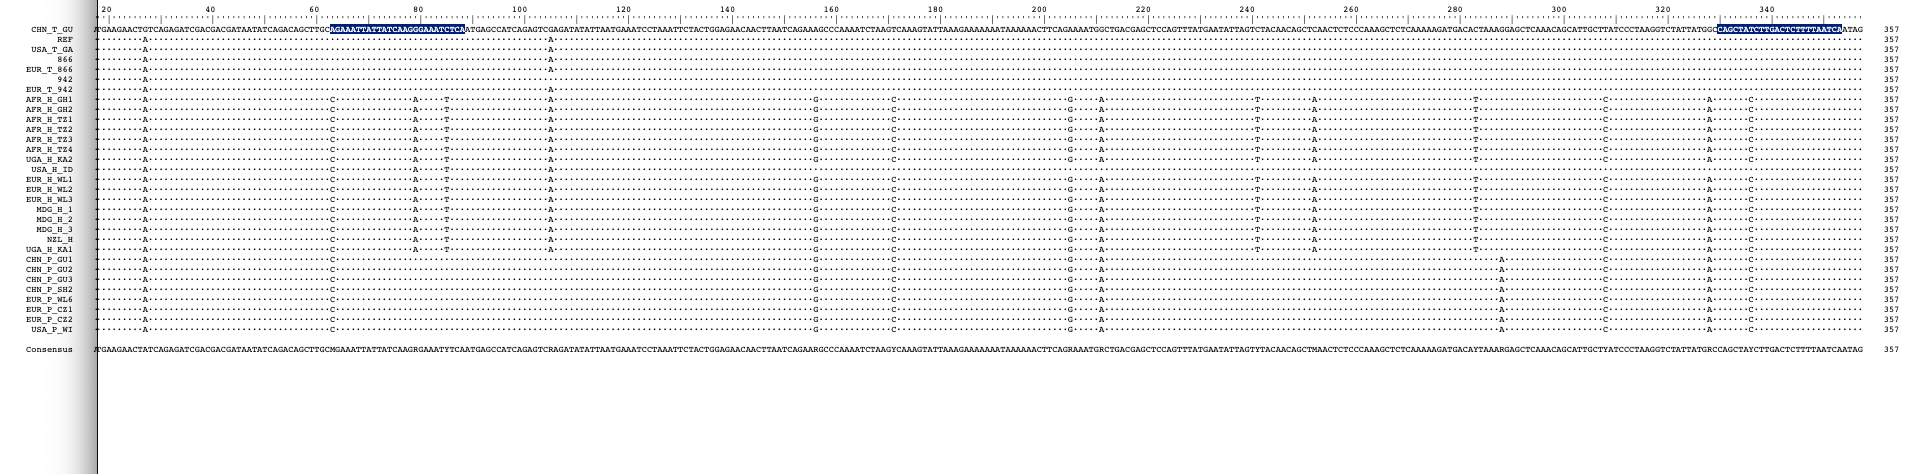 20 40 60 80 100 120 140 160 180 200 220 240 260 280 300 320 340
CHN_T_GU ATGAAGAACTGTCAGAGATCGACGACGATAATATCAGACAGCTTGCAGAAATTATTATCAAGGGAAATCTCAATGAGCCATCAGAGTCGAGATATATTAATGAAATCCTAAATTCTACTGGAGAACAACTTAATCAGAAAGCCCAAAATCTAAGTCAAAGTATTAAAGAAAAAAATAAAAAACTTCAGAAAATGGCTGACGAGCTCCAGTTTATGAATATTAGTCTACAACAGCTCAACTCTCCCAAAGCTCTCAAAAAGATGACACTAAAGGAGCTCAAACAGCATTGCTTATCCCTAAGGTCTATTATGGCCAGCTATCTTGACTCTTTTAATCAATAG 357
REF ...A... 357
USA_T_GA ...A...A... 357
866 ...A...A... 357
EUR_T_866 ...A...A... 357
942 ...A... 357
EUR_T_942 ...A...A... 357
AFR_H_GH1 ...A...C...A...T...A...G...C...G...A...T...A...T...C...A...C... 357
AFR_H_GH2 ...A...C...A...T...A...G...C...G...A...T...A...T...C...A...C... 357
AFR_H_TZ1 ...A...C...A...T...A...G...C...G...A...T...A...T...C...A...C... 357
AFR_H_TZ2 ...A...C...A...T...A...G...C...G...A...T...A...T...C...A...C... 357
AFR_H_TZ3 ...A...C...A...T...A...G...C...G...A...T...A...T...C...A...C... 357
AFR_H_TZ4 ...A...C...A...T...A...G...C...G...A...T...A...T...C...A...C... 357
UGA_H_KA2 ...A...C...A...T...A...G...C...G...A...T...A...T...C...A...C... 357
USA_H_ID ...A...C...A...T...A... 357
EUR_H_WL1 ...A...C...A...T...A...G...C...G...A...T...A...T...C...A...C... 357
EUR_H_WL2 ...A...C...A...T...A...G...C...G...A...T...A...T...C...A...C... 357
EUR_H_WL3 ...A...C...A...T...A...G...C...G...A...T...A...T...C...A...C... 357
MDG_H_1 ...A...C...A...T...A...G...C...G...A...T...A...T...C...A...C... 357
MDG_H_2 ...A...C...A...T...A...G...C...G...A...T...A...T...C...A...C... 357
MDG_H_3 ...A...C...A...T...A...G...C...G...A...T...A...T...C...A...C... 357
NZL_H ...A...C...A...T...A...G...C...G...A...T...A...T...C...A...C... 357
UGA_H_KA1 ...A...C...A...T...A...G...C...G...A...T...A...T...C...A...C... 357
CHN_P_GU1 ...A...C...G...C...G...A...A...C...A...C... 357
CHN_P_GU2 ...A...C...G...C...G...A...A...C...A...C... 357
CHN_P_GU3 ...A...C...G...C...G...A...A...C...A...C... 357
CHN_P_SH2 ...A...C...G...C...G...A...A...C...A...C... 357
EUR_P_WL6 ...A...C...G...C...G...A...A...C...A...C... 357
EUR_P_CZ1 ...A...C...G...C...G...A...A...C...A...C... 357
EUR_P_CZ2 ...A...C...G...C...G...A...A...C...A...C... 357
USA_P_WI ...A...C...G...C...G...A...A...C...A...C... 357
Consensus ATGAAGAACTATCAGAGATCGACGACGATAATATCAGACAGCTTGCMGAAATTATTATCAAGRGAAATYTCAATGAGCCATCAGAGTCRAGATATATTAATGAAATCCTAAATTCTACTGGAGAACAACTTAATCAGAARGCCCAAAATCTAAGYCAAAGTATTAAAGAAAAAAATAAAAAACTTCAGRAAATGRCTGACGAGCTCCAGTTTATGAATATTAGTYTACAACAGCTMAACTCTCCCAAAGCTCTCAAAAAGATGACAYTAAARGAGCTCAAACAGCATTGCTYATCCCTAAGGTCTATTATGRCCAGCTAYCTTGACTCTTTTAATCAATAG 357